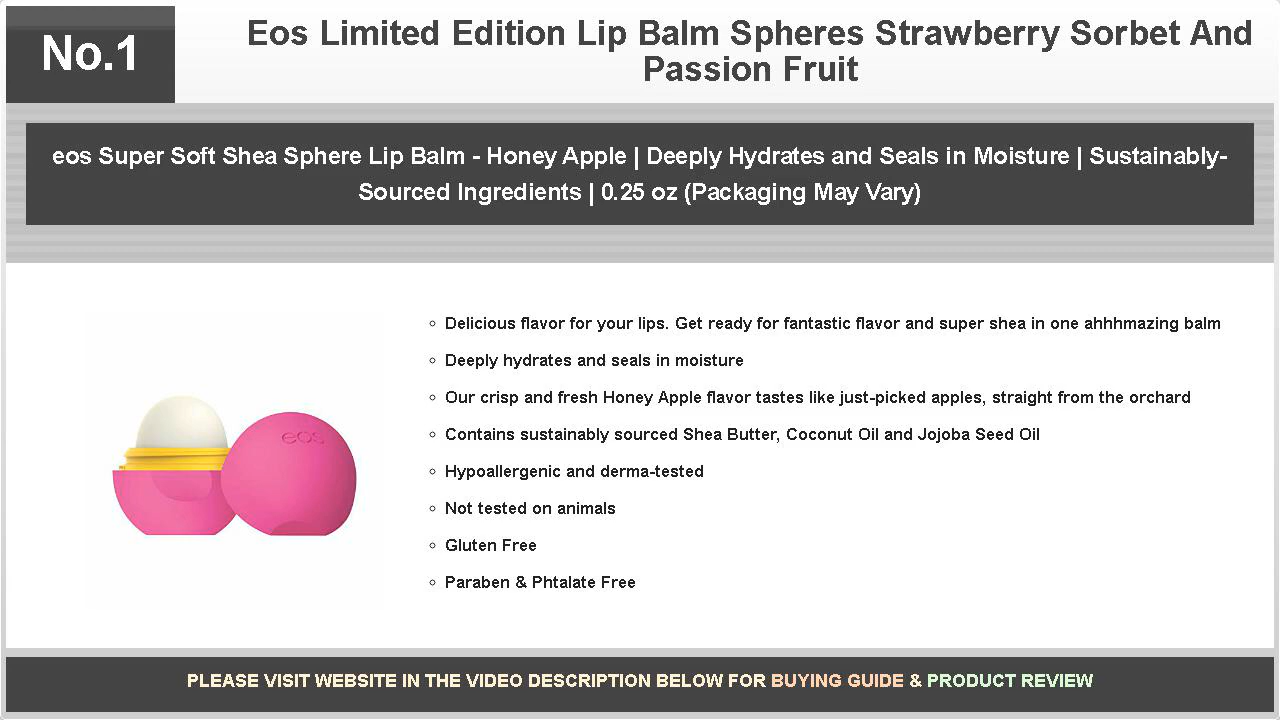 No.1
Eos Limited Edition Lip Balm Spheres Strawberry Sorbet And
Passion Fruit
eos Super Soft Shea Sphere Lip Balm - Honey Apple | Deeply Hydrates and Seals in Moisture | Sustainably-
Sourced Ingredients | 0.25 oz (Packaging May Vary)
Delicious flavor for your lips. Get ready for fantastic flavor and super shea in one ahhhmazing balm
Deeply hydrates and seals in moisture
Our crisp and fresh Honey Apple flavor tastes like just-picked apples, straight from the orchard
Contains sustainably sourced Shea Butter, Coconut Oil and Jojoba Seed Oil
Hypoallergenic and derma-tested
Not tested on animals
Gluten Free
Paraben & Phtalate Free
eos
PLEASE VISIT WEBSITE IN THE VIDEO DESCRIPTION BELOW FOR BUYING GUIDE & PRODUCT REVIEW